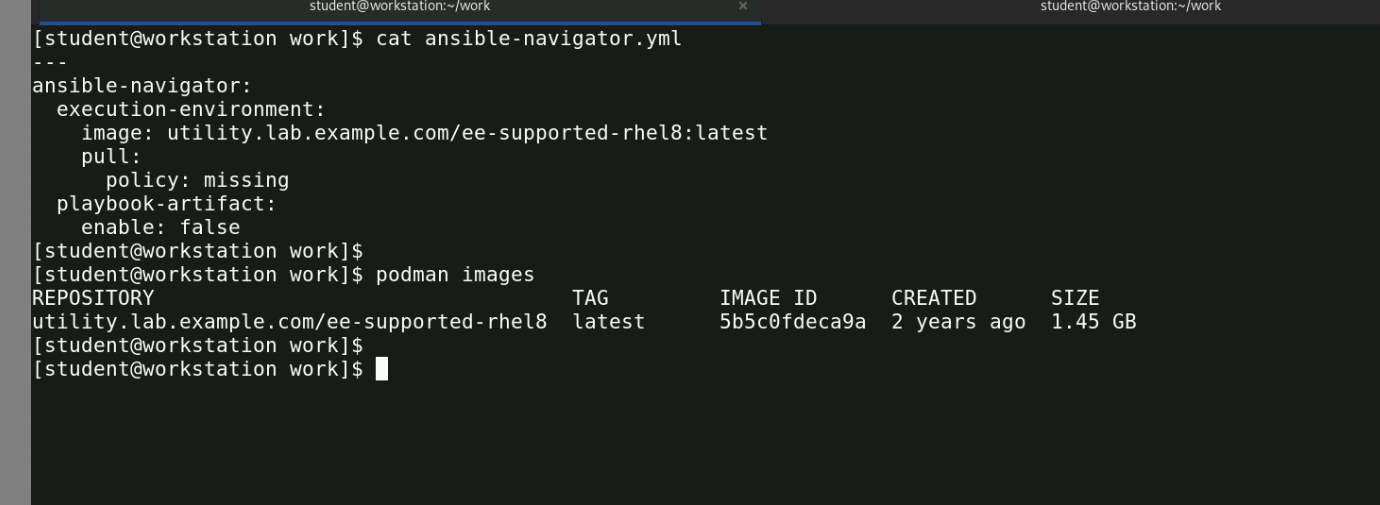 student@workstation:~/work × student@workstation:~/work
[student@workstation work]$ cat ansible-navigator.yml
---
ansible-navigator:
  execution-environment:
    image: utility.lab.example.com/ee-supported-rhel8:latest
    pull:
      policy: missing
  playbook-artifact:
    enable: false
[student@workstation work]$
[student@workstation work]$ podman images
REPOSITORY                                  TAG         IMAGE ID      CREATED      SIZE
utility.lab.example.com/ee-supported-rhel8  latest      5b5c0fdeca9a  2 years ago  1.45 GB
[student@workstation work]$
[student@workstation work]$